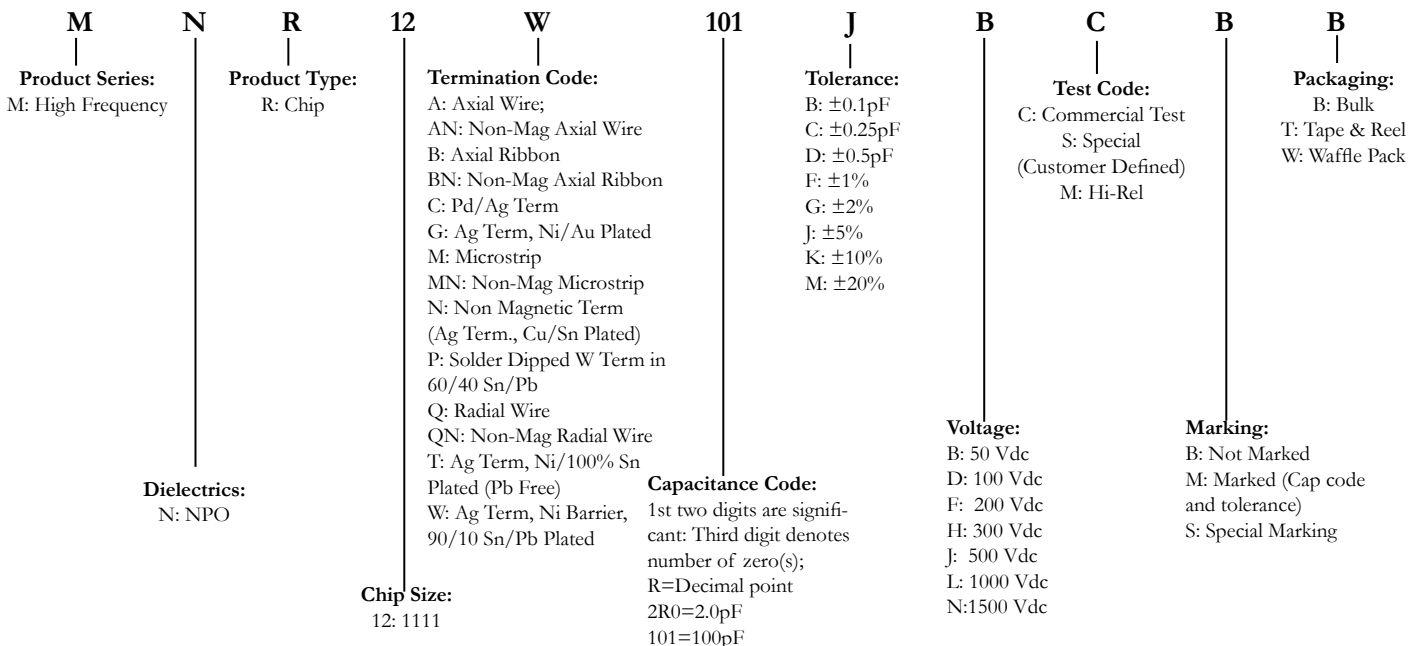 M N R 12 W 101 J B C B B
Product Series:
M: High Frequency
Product Type:
R: Chip
Termination Code:
A: Axial Wire;
AN: Non-Mag Axial Wire
B: Axial Ribbon
BN: Non-Mag Axial Ribbon
C: Pd/Ag Term
G: Ag Term, Ni/Au Plated
M: Microstrip
MN: Non-Mag Microstrip
N: Non Magnetic Term
(Ag Term., Cu/Sn Plated)
P: Solder Dipped W Term in
60/40 Sn/Pb
Q: Radial Wire
QN: Non-Mag Radial Wire
T: Ag Term, Ni/100% Sn
Plated (Pb Free)
W: Ag Term, Ni Barrier,
90/10 Sn/Pb Plated
Tolerance:
B: ±0.1pF
C: ±0.25pF
D: ±0.5pF
F: ±1%
G: ±2%
J: ±5%
K: ±10%
M: ±20%
Test Code:
C: Commercial Test
S: Special
(Customer Defined)
M: Hi-Rel
Packaging:
B: Bulk
T: Tape & Reel
W: Waffle Pack
Dielectrics:
N: NPO
Chip Size:
12: 1111
Capacitance Code:
1st two digits are signifi-
cant: Third digit denotes
number of zero(s);
R=Decimal point
2R0=2.0pF
101=100pF
Voltage:
B: 50 Vdc
D: 100 Vdc
F: 200 Vdc
H: 300 Vdc
J: 500 Vdc
L: 1000 Vdc
N:1500 Vdc
Marking:
B: Not Marked
M: Marked (Cap code
and tolerance)
S: Special Marking